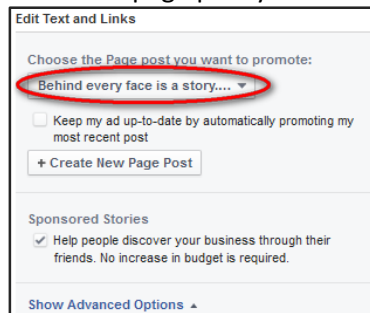 Edit Text and Links
Choose the Page post you want to promote:
Behind every face is a story....
Keep my ad up-to-date by automatically promoting my
most recent post
+ Create New Page Post
Sponsored Stories
Help people discover your business through their
friends. No increase in budget is required.
Show Advanced Options